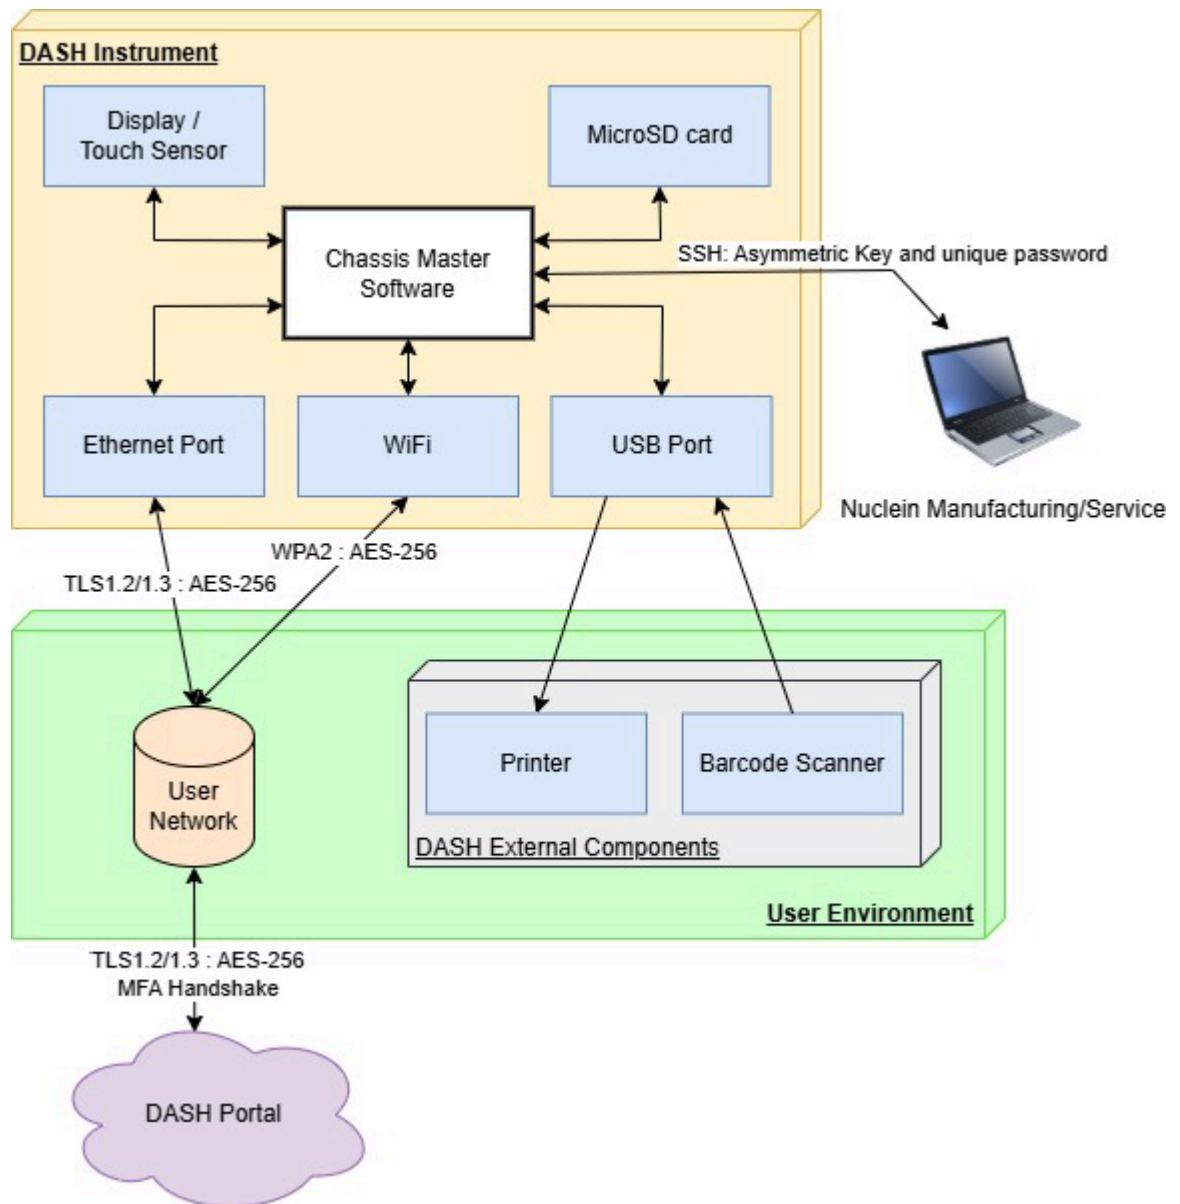 DASH Instrument
Display /
Touch Sensor
MicroSD card
Chassis Master
Software
SSH: Asymmetric Key and unique password
Ethernet Port
WiFi
USB Port
Nuclein Manufacturing/Service
WPA2 : AES-256
TLS1.2/1.3 : AES-256
User
Network
Printer
Barcode Scanner
DASH External Components
User Environment
TLS1.2/1.3 : AES-256
MFA Handshake
DASH Portal